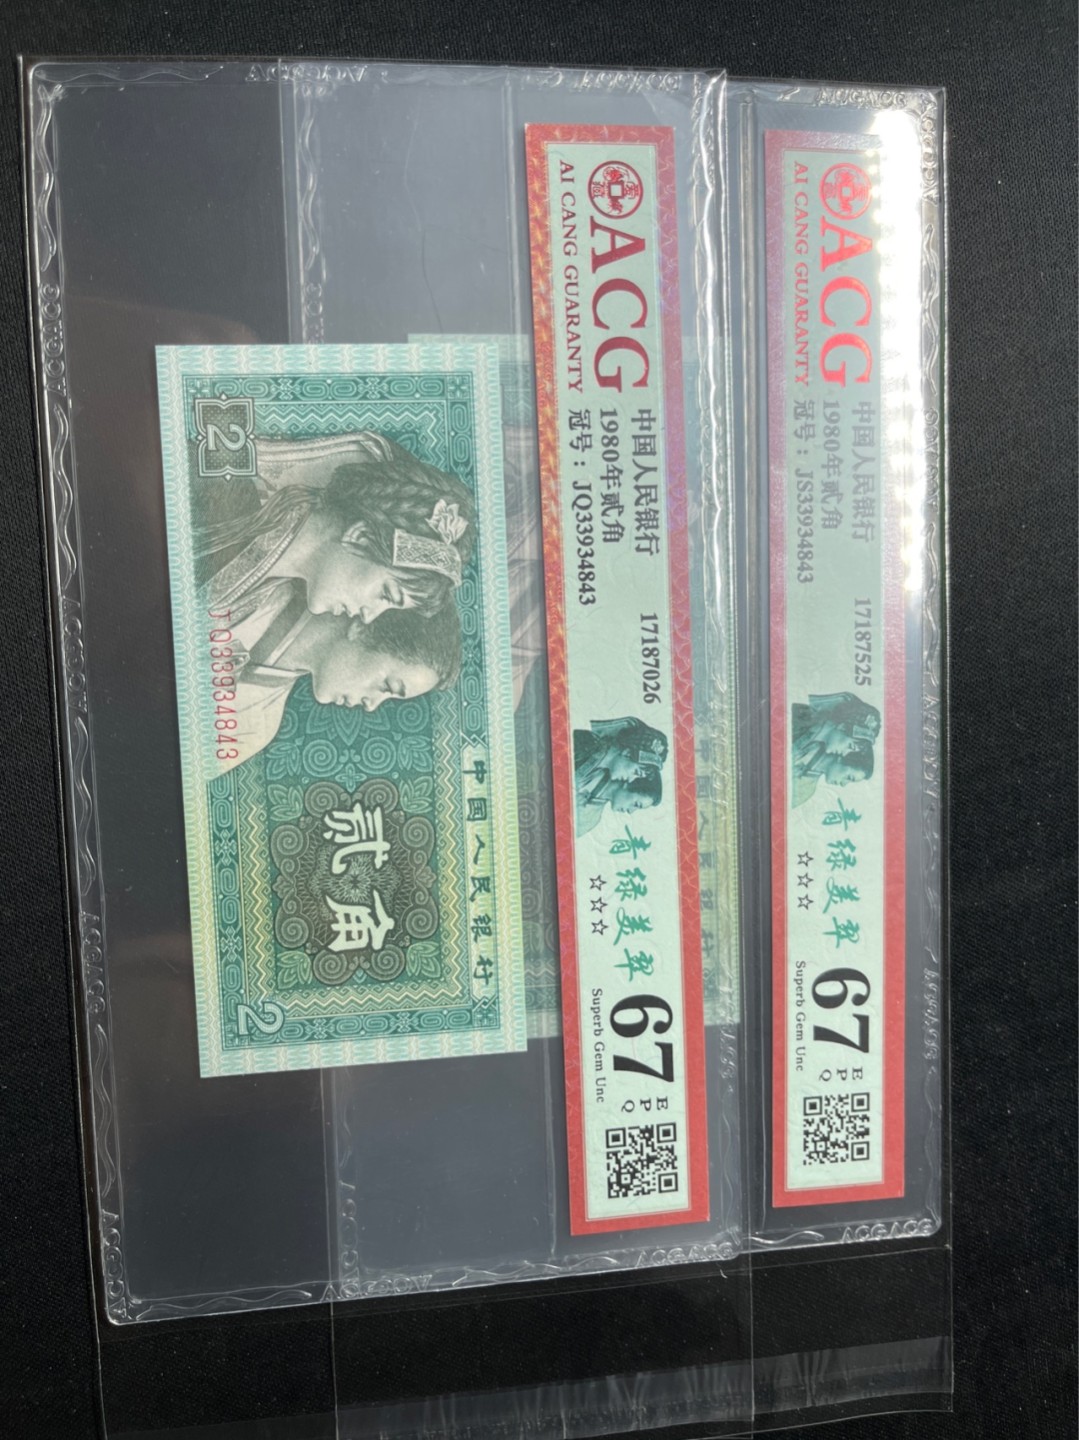 ACG
AI CANG GUARANTY
中国人民银行
1980年贰角
冠号：JS33934843
17187525
青绿美翠
☆☆☆
67
EPQ
Superb Gem Unc
ACG
AI CANG GUARANTY
中国人民银行
1980年贰角
冠号：JQ33934843
17187026
青绿美翠
☆☆☆
67
EPQ
Superb Gem Unc
中国人民银行
贰角
2
JQ33934843
2